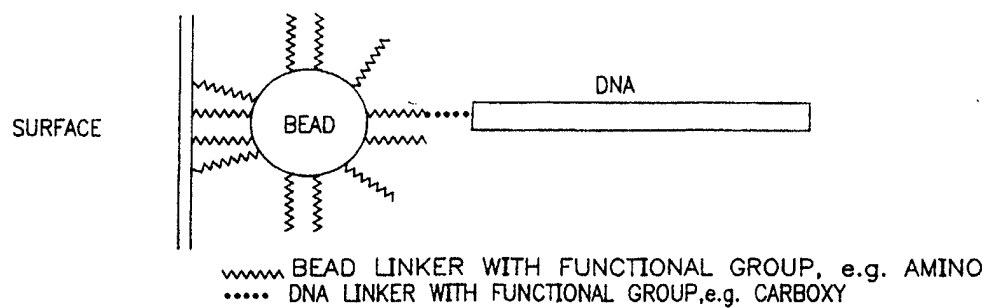 DNA
SURFACE
BEAD
BEAD LINKER WITH FUNCTIONAL GROUP, e.g. AMINO
DNA LINKER WITH FUNCTIONAL GROUP,e.g. CARBOXY